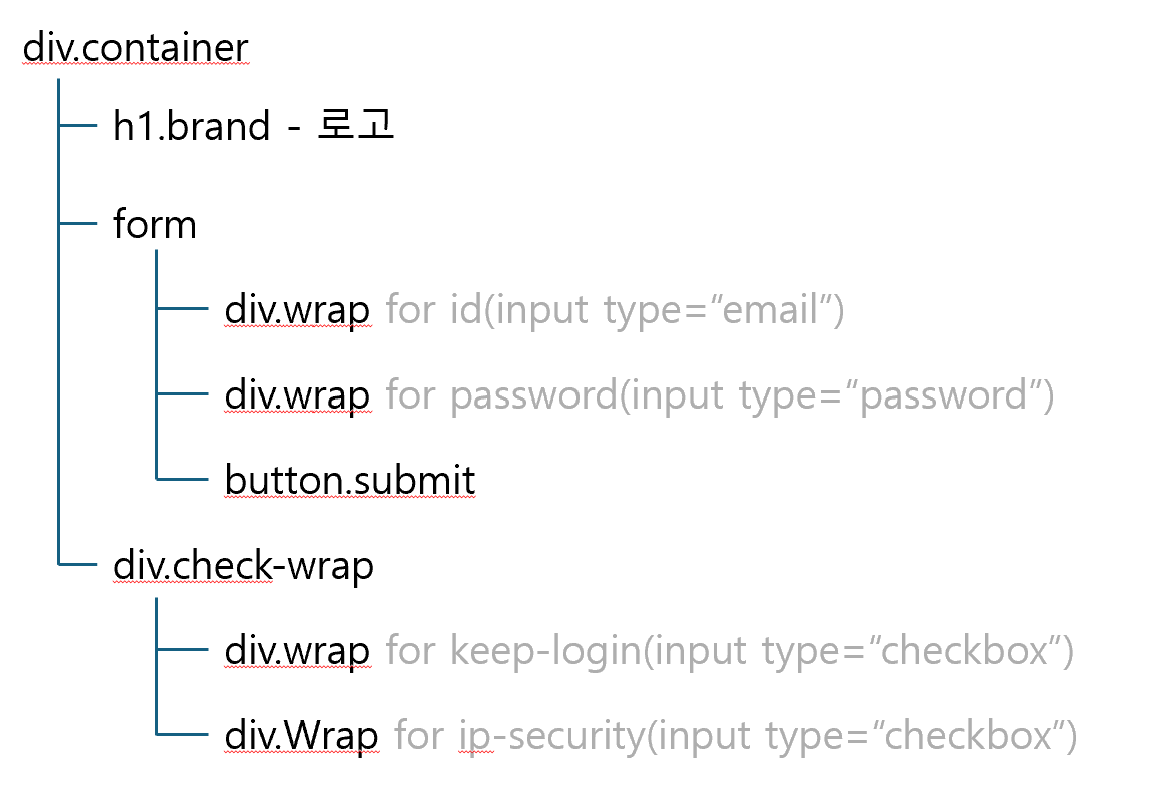 div.container
h1.brand - 로고
form
div.wrap for id(input type=“email”)
div.wrap for password(input type=“password”)
button.submit
div.check-wrap
div.wrap for keep-login(input type=“checkbox”)
div.Wrap for ip-security(input type=“checkbox”)